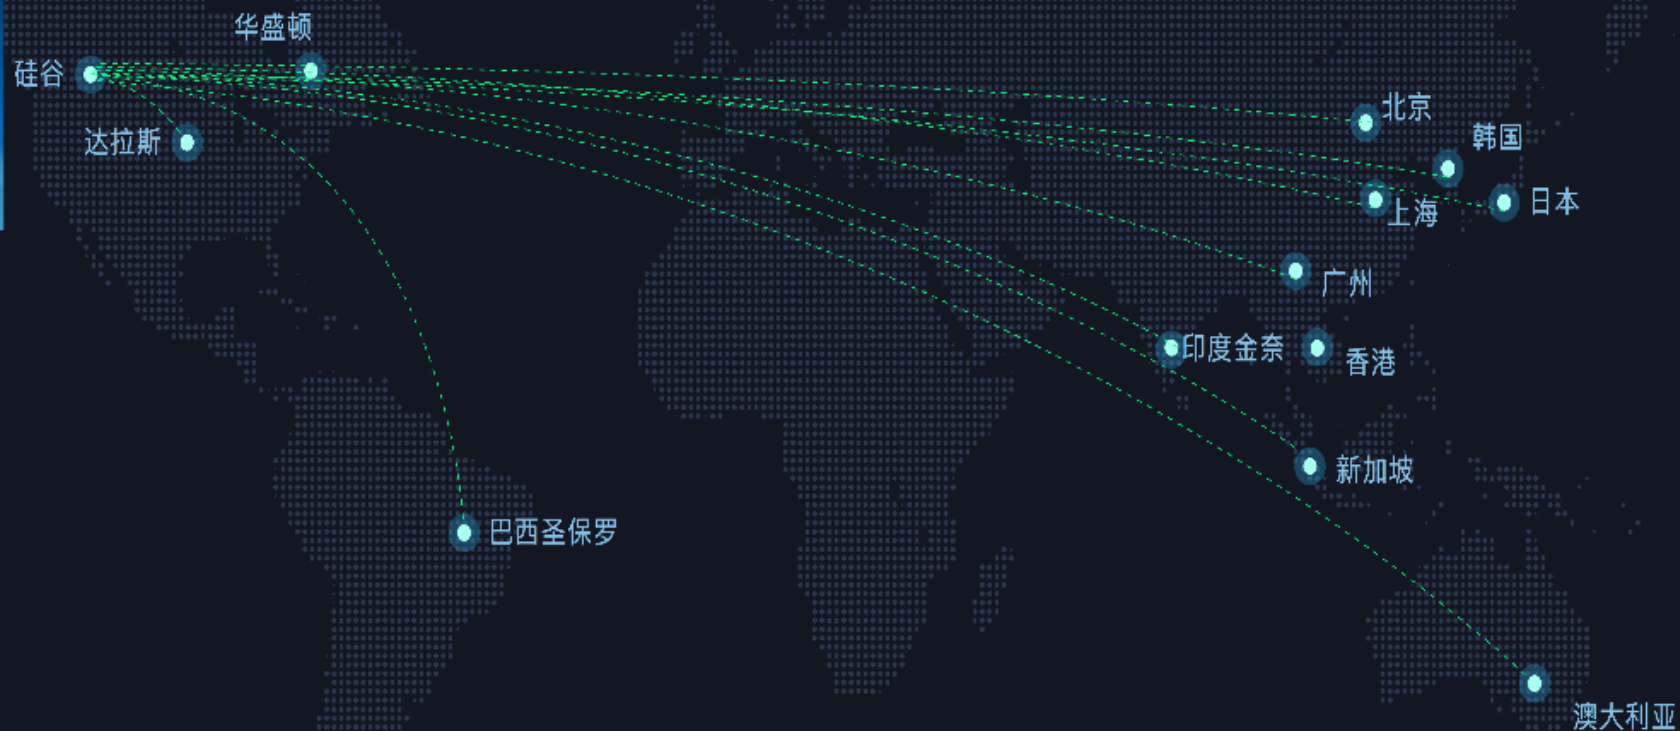 华盛顿
硅谷
北京
韩国
达拉斯
日本
上海
广州
印度金奈
香港
新加坡
巴西圣保罗
澳大利亚